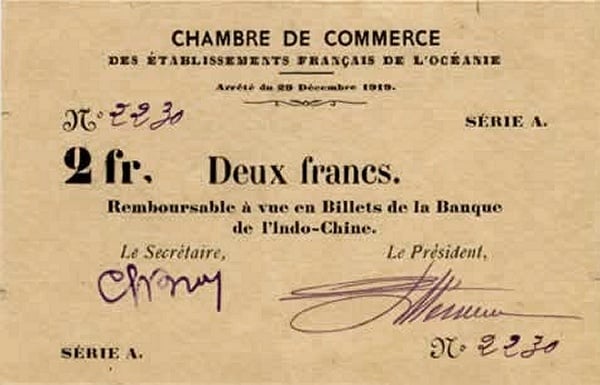 CHAMBRE DE COMMERCE
DES ÉTABLISSEMENTS FRANÇAIS DE L'OCÉANIE
Arrêté du 29 Décembre 1919.
N° 2230
SÉRIE A.
2 fr. Deux francs.
Remboursable à vue en Billets de la Banque
de l'Indo-Chine.
Le Secrétaire, Le Président,
SÉRIE A. N° 2230